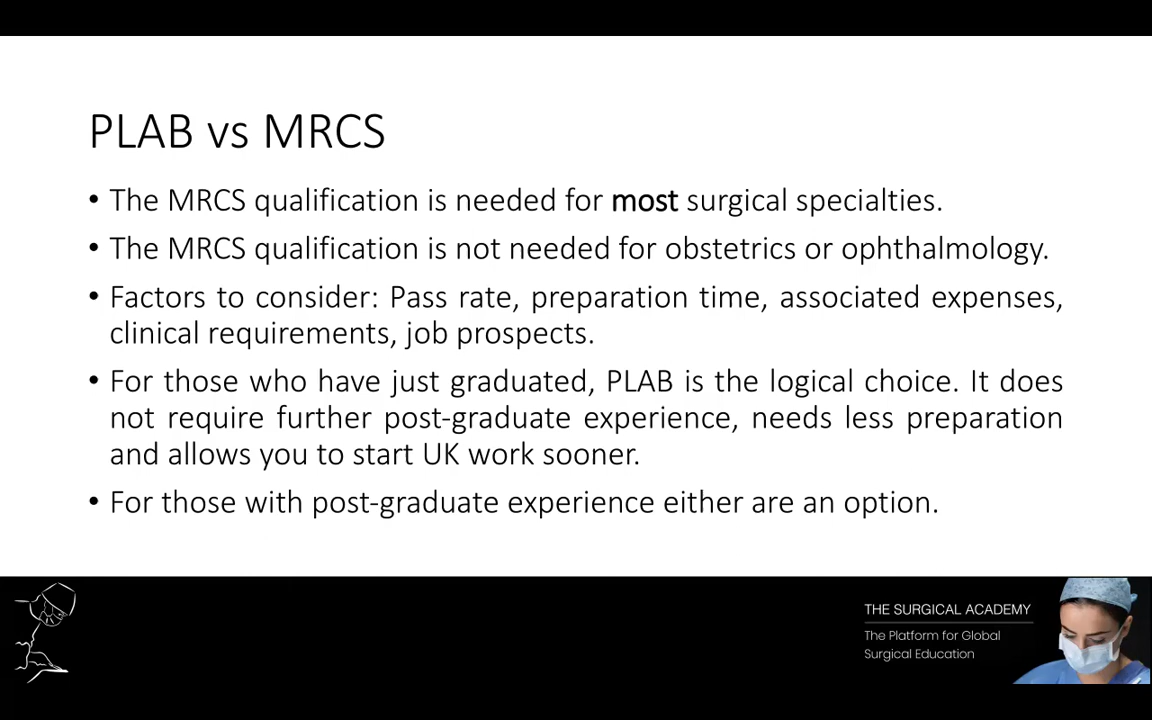 PLAB vs MRCS
• The MRCS qualification is needed for most surgical specialties.
• The MRCS qualification is not needed for obstetrics or ophthalmology.
• Factors to consider: Pass rate, preparation time, associated expenses,
clinical requirements, job prospects.
• For those who have just graduated, PLAB is the logical choice. It does
not require further post-graduate experience, needs less preparation
and allows you to start UK work sooner.
• For those with post-graduate experience either are an option.
THE SURGICAL ACADEMY
The Platform for Global
Surgical Education